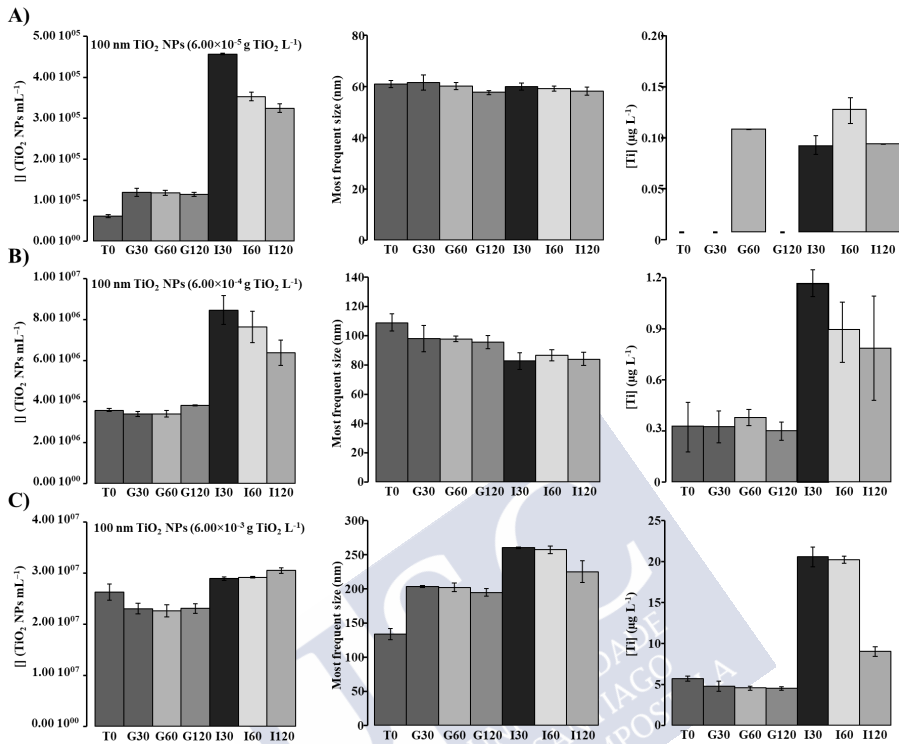 A)
100 nm TiO₂ NPs (6.00×10⁻⁵ g TiO₂ L⁻¹)
[] (TiO₂ NPs mL⁻¹)
5.00 10⁰⁵
4.00 10⁰⁵
3.00 10⁰⁵
2.00 10⁰⁵
1.00 10⁰⁵
0.00 10⁰⁰
T0 G30 G60 G120 I30 I60 I120
Most frequent size (nm)
80
60
40
20
0
T0 G30 G60 G120 I30 I60 I120
[Ti] (µg L⁻¹)
0.20
0.15
0.10
0.05
0
T0 G30 G60 G120 I30 I60 I120
B)
100 nm TiO₂ NPs (6.00×10⁻⁴ g TiO₂ L⁻¹)
[] (TiO₂ NPs mL⁻¹)
1.00 10⁰⁷
8.00 10⁰⁶
6.00 10⁰⁶
4.00 10⁰⁶
2.00 10⁰⁶
0.00 10⁰⁰
T0 G30 G60 G120 I30 I60 I120
Most frequent size (nm)
140
120
100
80
60
40
20
0
T0 G30 G60 G120 I30 I60 I120
[Ti] (µg L⁻¹)
1.2
0.9
0.6
0.3
0
T0 G30 G60 G120 I30 I60 I120
C)
100 nm TiO₂ NPs (6.00×10⁻³ g TiO₂ L⁻¹)
[] (TiO₂ NPs mL⁻¹)
4.00 10⁰⁷
3.00 10⁰⁷
2.00 10⁰⁷
1.00 10⁰⁷
0.00 10⁰⁰
T0 G30 G60 G120 I30 I60 I120
Most frequent size (nm)
300
250
200
150
100
50
0
T0 G30 G60 G120 I30 I60 I120
[Ti] (µg L⁻¹)
25
20
15
10
5
0
T0 G30 G60 G120 I30 I60 I120